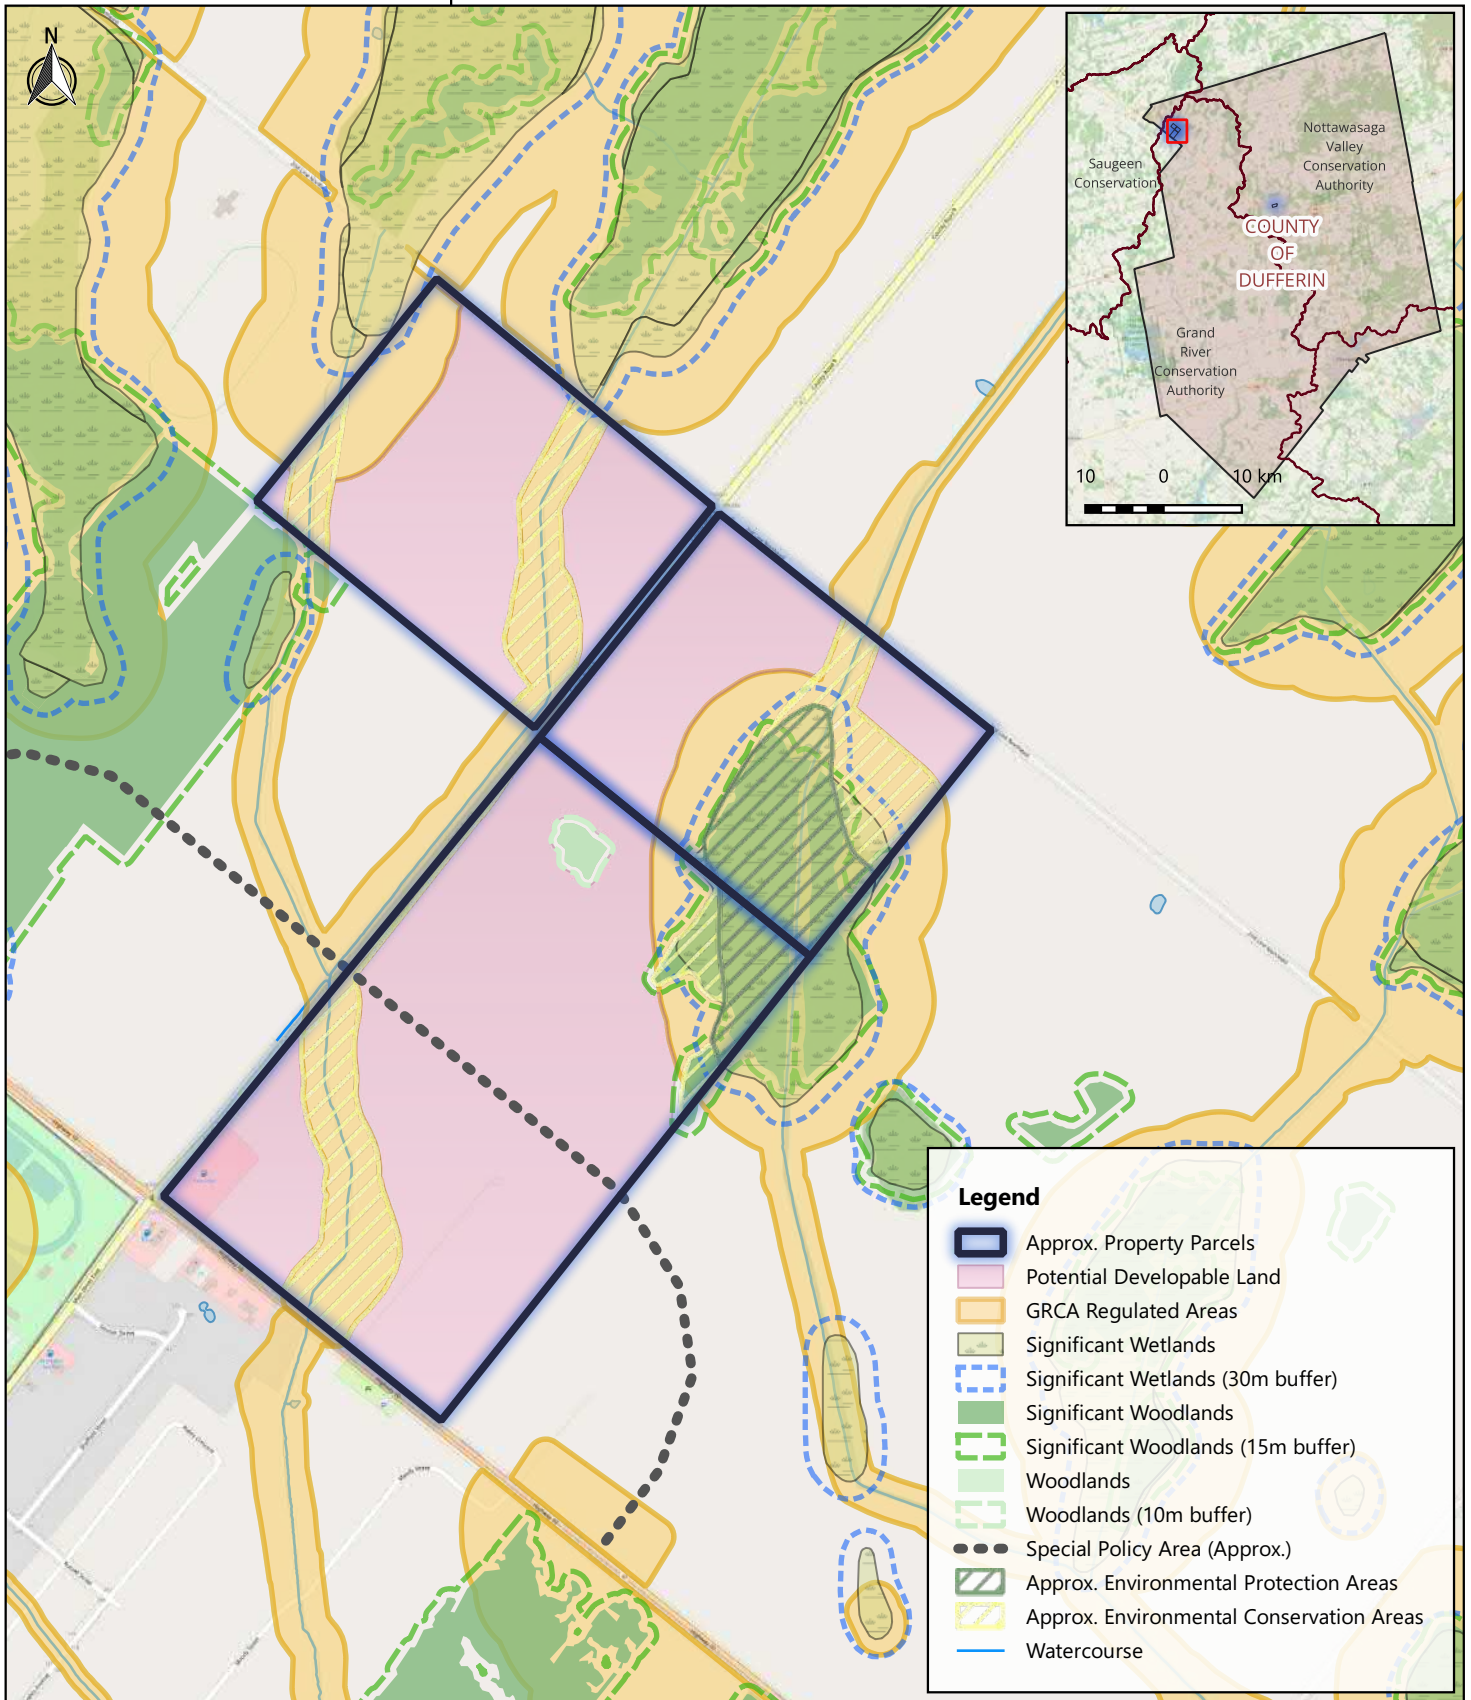 N
Nottawasaga
Valley
Conservation
Authority
Saugeen
Conservation
COUNTY
OF
DUFFERIN
Grand
River
Conservation
Authority
10 0 10 km
Legend
Approx. Property Parcels
Potential Developable Land
GRCA Regulated Areas
Significant Wetlands
Significant Wetlands (30m buffer)
Significant Woodlands
Significant Woodlands (15m buffer)
Woodlands
Woodlands (10m buffer)
Special Policy Area (Approx.)
Approx. Environmental Protection Areas
Approx. Environmental Conservation Areas
Watercourse